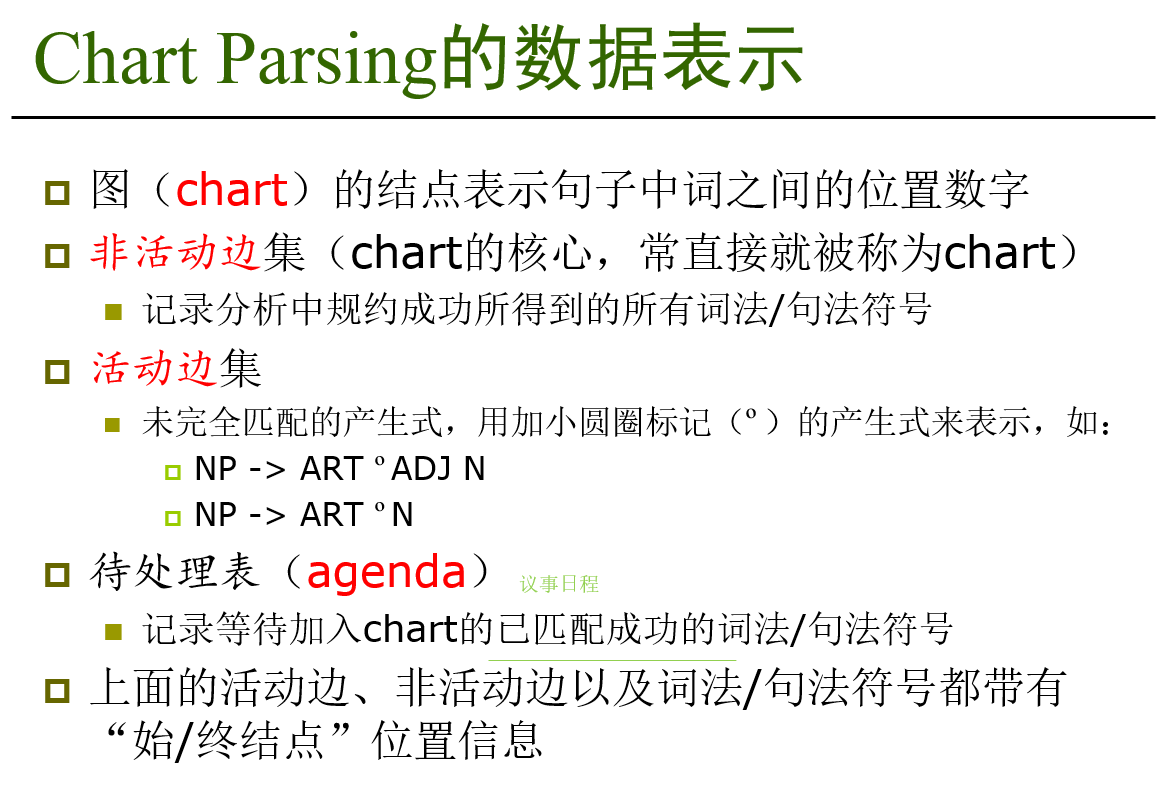 Chart Parsing的数据表示
图（chart）的结点表示句子中词之间的位置数字
非活动边集（chart的核心，常直接就被称为chart）
记录分析中规约成功所得到的所有词法/句法符号
活动边集
未完全匹配的产生式，用加小圆圈标记（º ）的产生式来表示，如：
NP -> ART º ADJ N
NP -> ART º N
待处理表（agenda） 议事日程
记录等待加入chart的已匹配成功的词法/句法符号
上面的活动边、非活动边以及词法/句法符号都带有
“始/终结点”位置信息